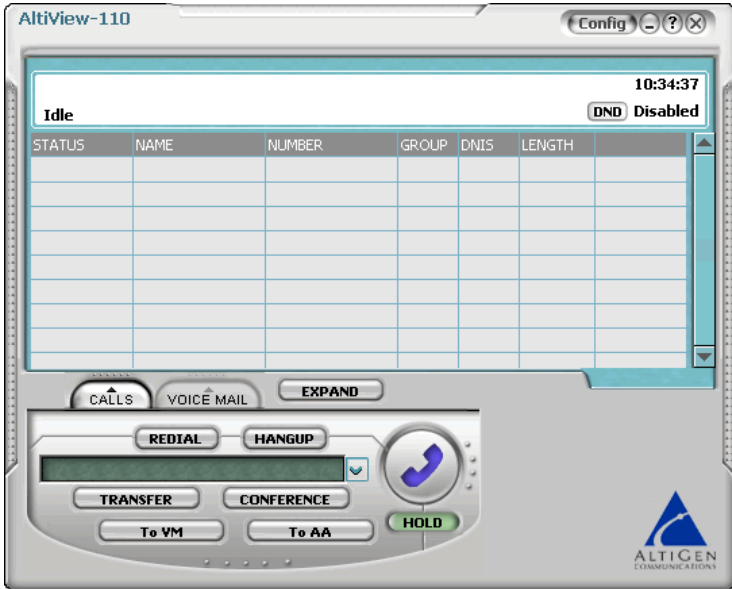 AltiView-110
Config ?
10:34:37
Idle
DND Disabled
STATUS NAME NUMBER GROUP DNIS LENGTH
CALLS VOICE MAIL EXPAND
REDIAL HANGUP
TRANSFER CONFERENCE
HOLD
To VM To AA
ALTIGEN
COMMUNICATIONS